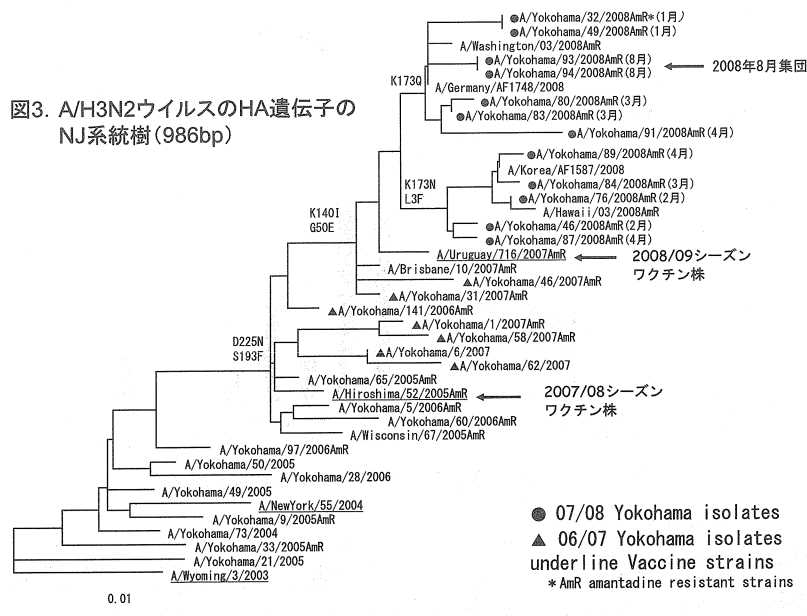 ●A/Yokohama/32/2008AmR*(1月)
●A/Yokohama/49/2008AmR(1月)
A/Washington/03/2008AmR
●A/Yokohama/93/2008AmR(8月)
2008年8月集団
●A/Yokohama/94/2008AmR(8月)
K173Q
A/Germany/AF1748/2008
図3. A/H3N2ウイルスのHA遺伝子の
NJ系統樹(986bp)
●A/Yokohama/80/2008AmR(3月)
●A/Yokohama/83/2008AmR(3月)
●A/Yokohama/91/2008AmR(4月)
●A/Yokohama/89/2008AmR(4月)
A/Korea/AF1587/2008
K173N
L3F
●A/Yokohama/84/2008AmR(3月)
●A/Yokohama/76/2008AmR(2月)
A/Hawaii/03/2008AmR
K140I
G50E
●A/Yokohama/46/2008AmR(2月)
●A/Yokohama/87/2008AmR(4月)
A/Uruguay/716/2007AmR
2008/09シーズン
ワクチン株
A/Brisbane/10/2007AmR
▲A/Yokohama/46/2007AmR
▲A/Yokohama/31/2007AmR
▲A/Yokohama/141/2006AmR
▲A/Yokohama/1/2007AmR
▲A/Yokohama/58/2007AmR
D225N
S193F
▲A/Yokohama/6/2007
▲A/Yokohama/62/2007
A/Yokohama/65/2005AmR
A/Hiroshima/52/2005AmR
2007/08シーズン
ワクチン株
A/Yokohama/5/2006AmR
A/Yokohama/60/2006AmR
A/Wisconsin/67/2005AmR
A/Yokohama/97/2006AmR
A/Yokohama/50/2005
A/Yokohama/28/2006
A/Yokohama/49/2005
A/NewYork/55/2004
A/Yokohama/9/2005AmR
A/Yokohama/73/2004
A/Yokohama/33/2005AmR
A/Yokohama/21/2005
A/Wyoming/3/2003
0.01
● 07/08 Yokohama isolates
▲ 06/07 Yokohama isolates
underline Vaccine strains
*AmR amantadine resistant strains